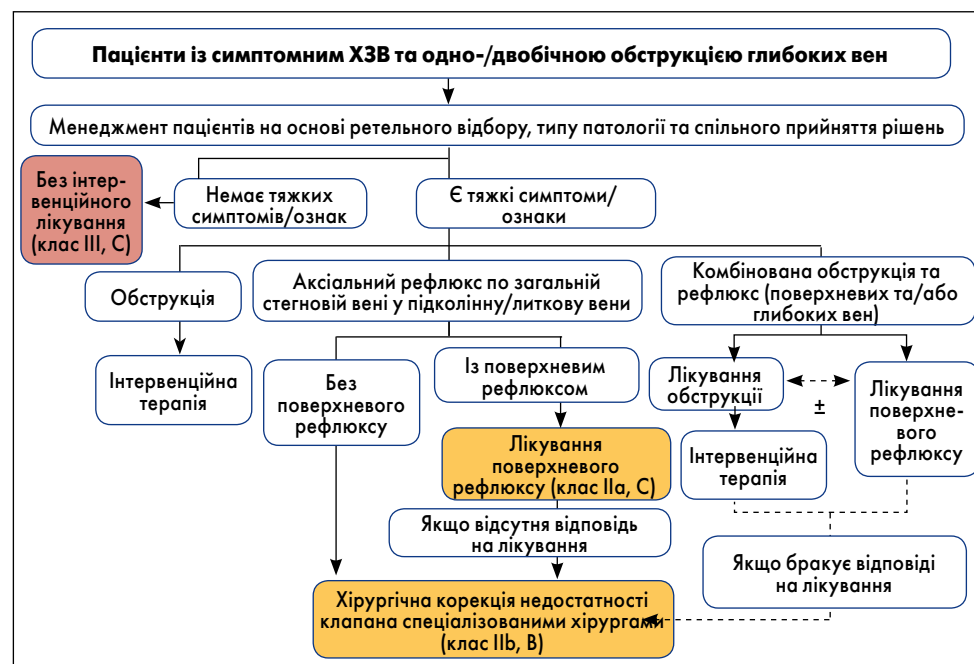 Пацієнти із симптомним ХЗВ та одно-/двобічною обструкцією глибоких вен
Менеджмент пацієнтів на основі ретельного відбору, типу патології та спільного прийняття рішень
Без інтер-
венційного
лікування
(клас III, C)
Немає тяжких
симптомів/ознак
Є тяжкі симптоми/
ознаки
Обструкція
Аксіальний рефлюкс по загальній
стегновій вені у підколінну/литкову вени
Комбінована обструкція та
рефлюкс (поверхневих та/або
глибоких вен)
Інтервенційна
терапія
Без
поверхневого
рефлюксу
Із поверхневим
рефлюксом
Лікування
обструкції
±
Лікування
поверхне-
вого
рефлюксу
Лікування
поверхневого
рефлюксу (клас IIa, C)
Інтервенційна
терапія
Якщо відсутня відповідь
на лікування
Якщо бракує відповіді
на лікування
Хірургічна корекція недостатності
клапана спеціалізованими хірургами
(клас IIb, B)